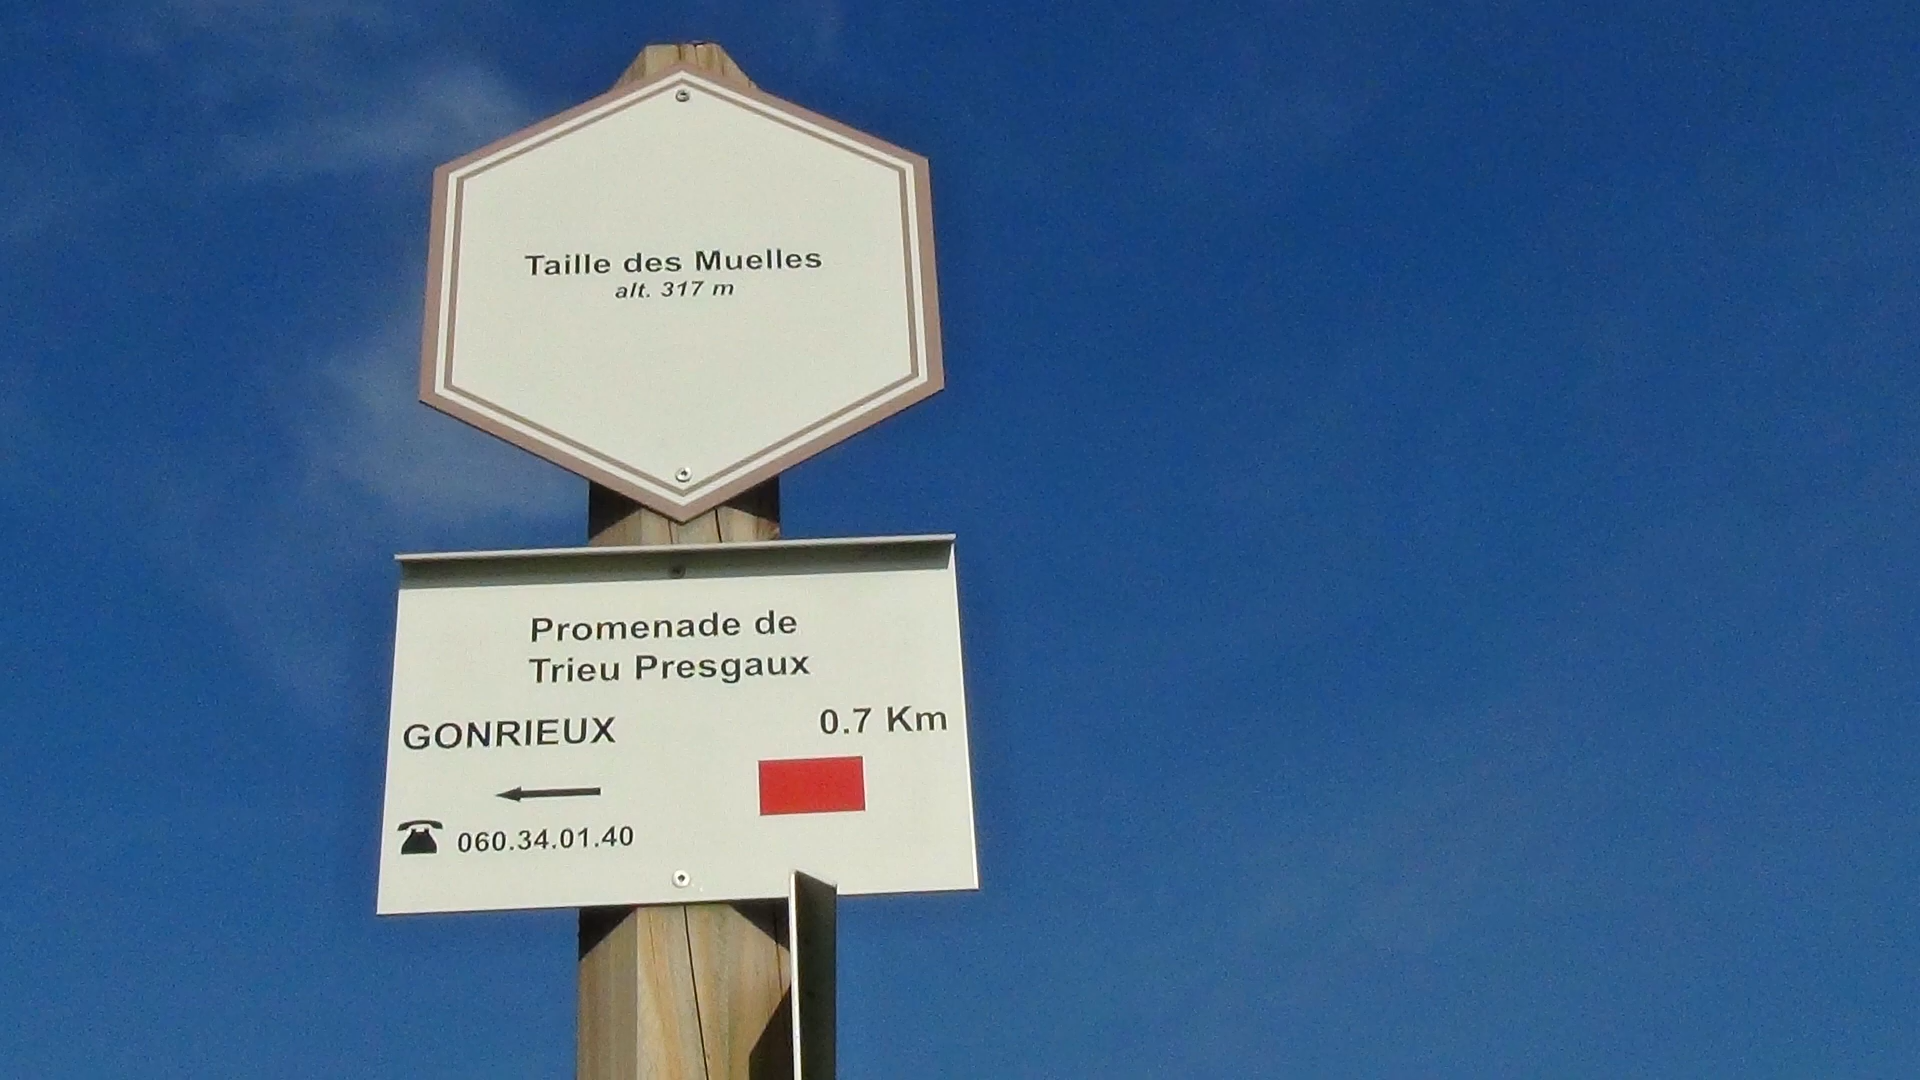 Taille des Muelles
alt. 317 m
Promenade de
Trieu Presgaux
GONRIEUX 0.7 Km
060.34.01.40